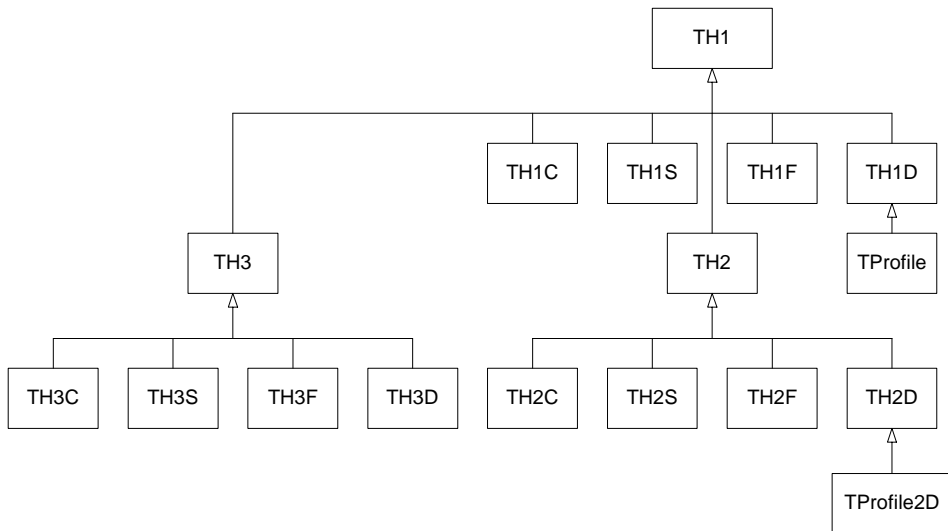 TH1
TH1C
TH1S
TH1F
TH1D
TH3
TH2
TProfile
TH3C
TH3S
TH3F
TH3D
TH2C
TH2S
TH2F
TH2D
TProfile2D